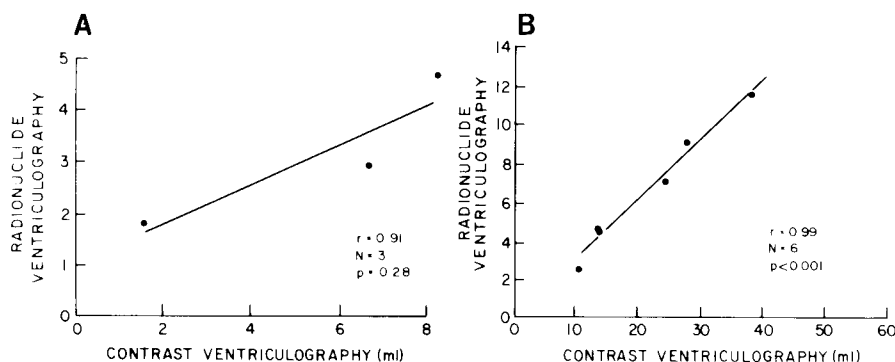 A
RADIONUCLIDE
VENTRICULOGRAPHY
5
4
3
2
1
0
0 2 4 6 8
r = 0.91
N = 3
p = 0.28
CONTRAST VENTRICULOGRAPHY (ml)
B
RADIONUCLIDE
VENTRICULOGRAPHY
14
12
10
8
6
4
2
0
0 10 20 30 40 50 60
r = 0.99
N = 6
p < 0.001
CONTRAST VENTRICULOGRAPHY (ml)